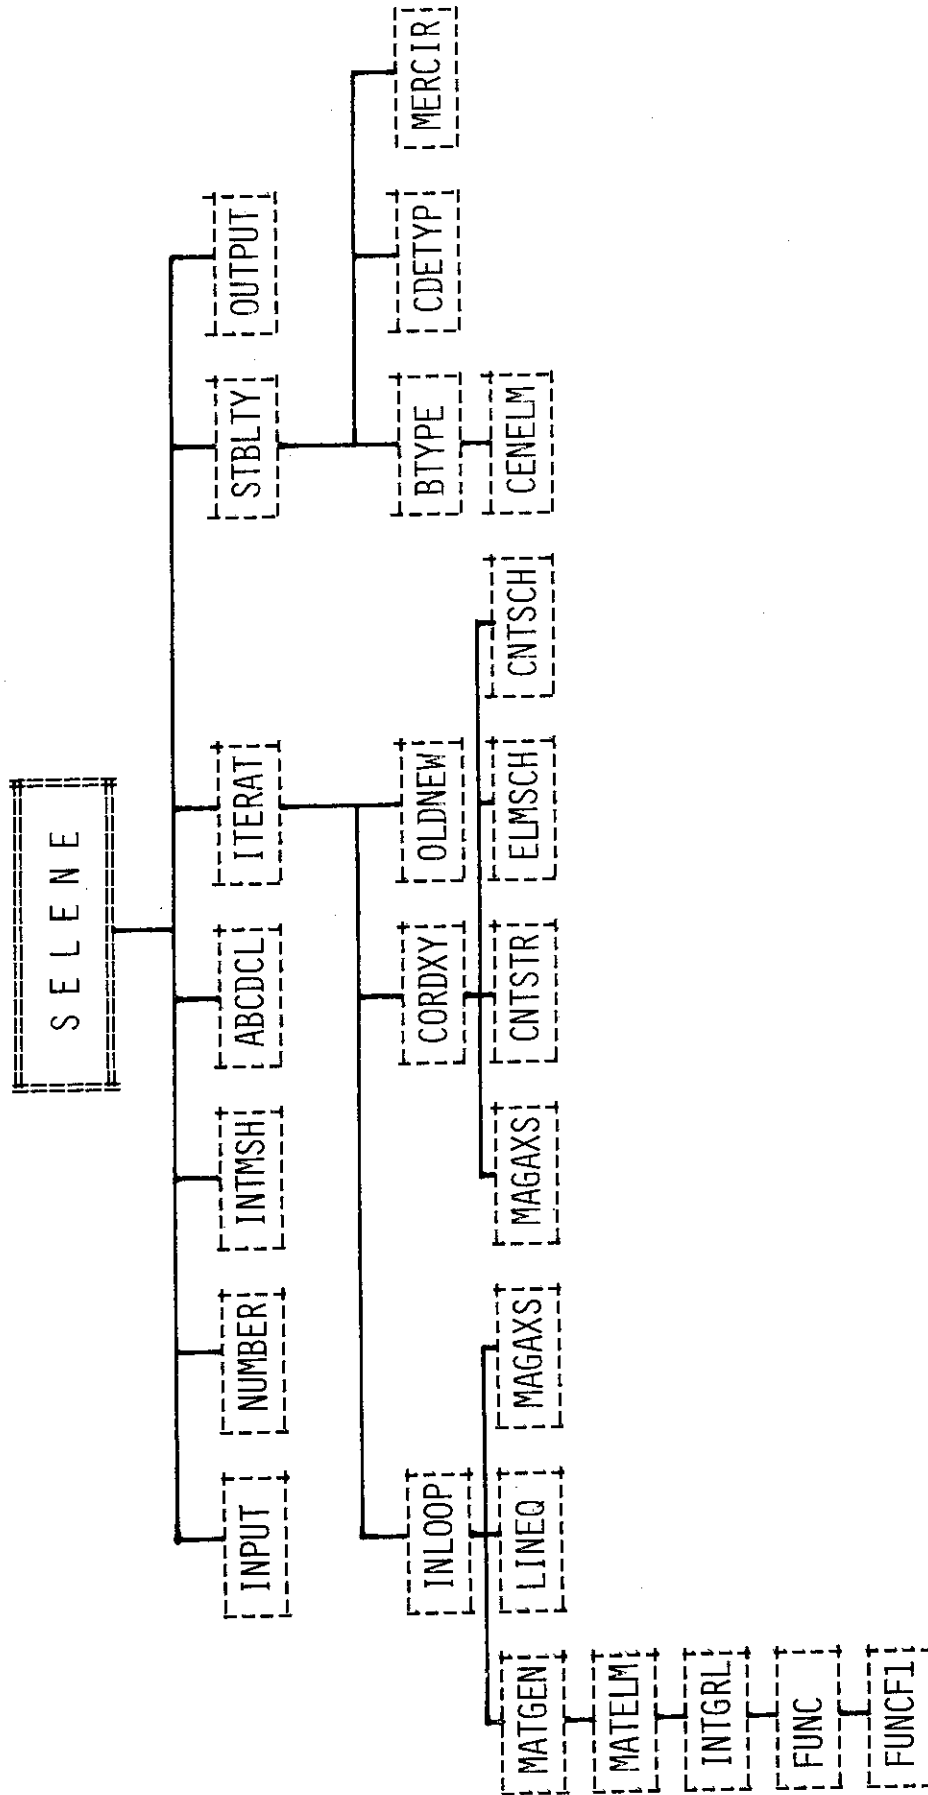 S E L E N E
INPUT
NUMBER
INTMSH
ABCDCL
ITERAT
STBLTY
OUTPUT
INLOOP
CORDXY
OLDNEW
BTYPE
CDETYP
MERCIR
MATGEN
LINEQ
MAGAXS
MAGAXS
CNTSTR
ELMSCH
CNTSCH
CENELM
MATELM
INTGRL
FUNC
FUNCF1